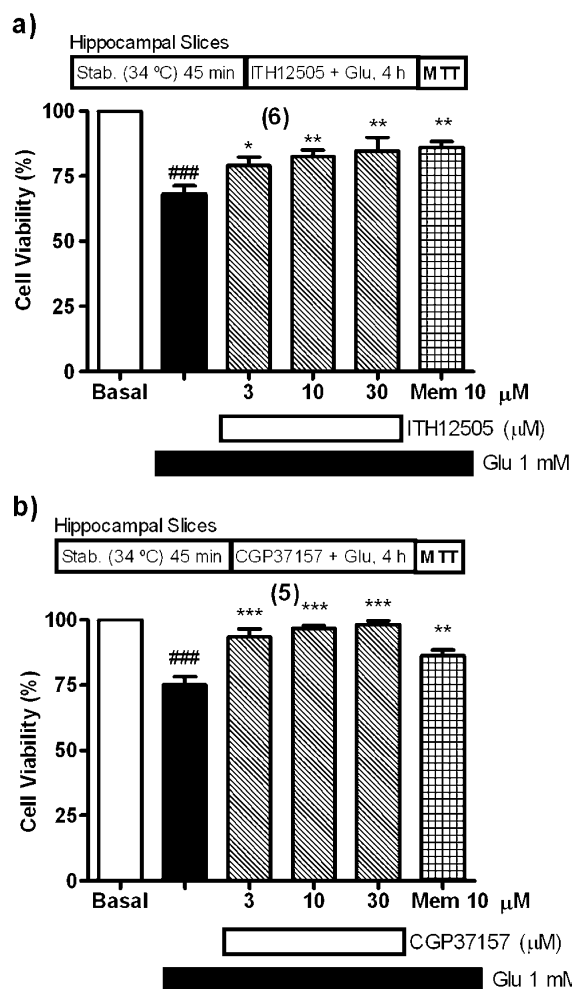 a)
Hippocampal Slices
Stab. (34 ºC) 45 min ITH12505 + Glu, 4 h MTT
(6)
Cell Viability (%)
100
75
50
25
0
###
*
**
**
**
Basal 3 10 30 Mem 10 µM
ITH12505 (µM)
Glu 1 mM
b)
Hippocampal Slices
Stab. (34 ºC) 45 min CGP37157 + Glu, 4 h MTT
(5)
Cell Viability (%)
100
75
50
25
0
###
***
***
***
**
Basal 3 10 30 Mem 10 µM
CGP37157 (µM)
Glu 1 mM